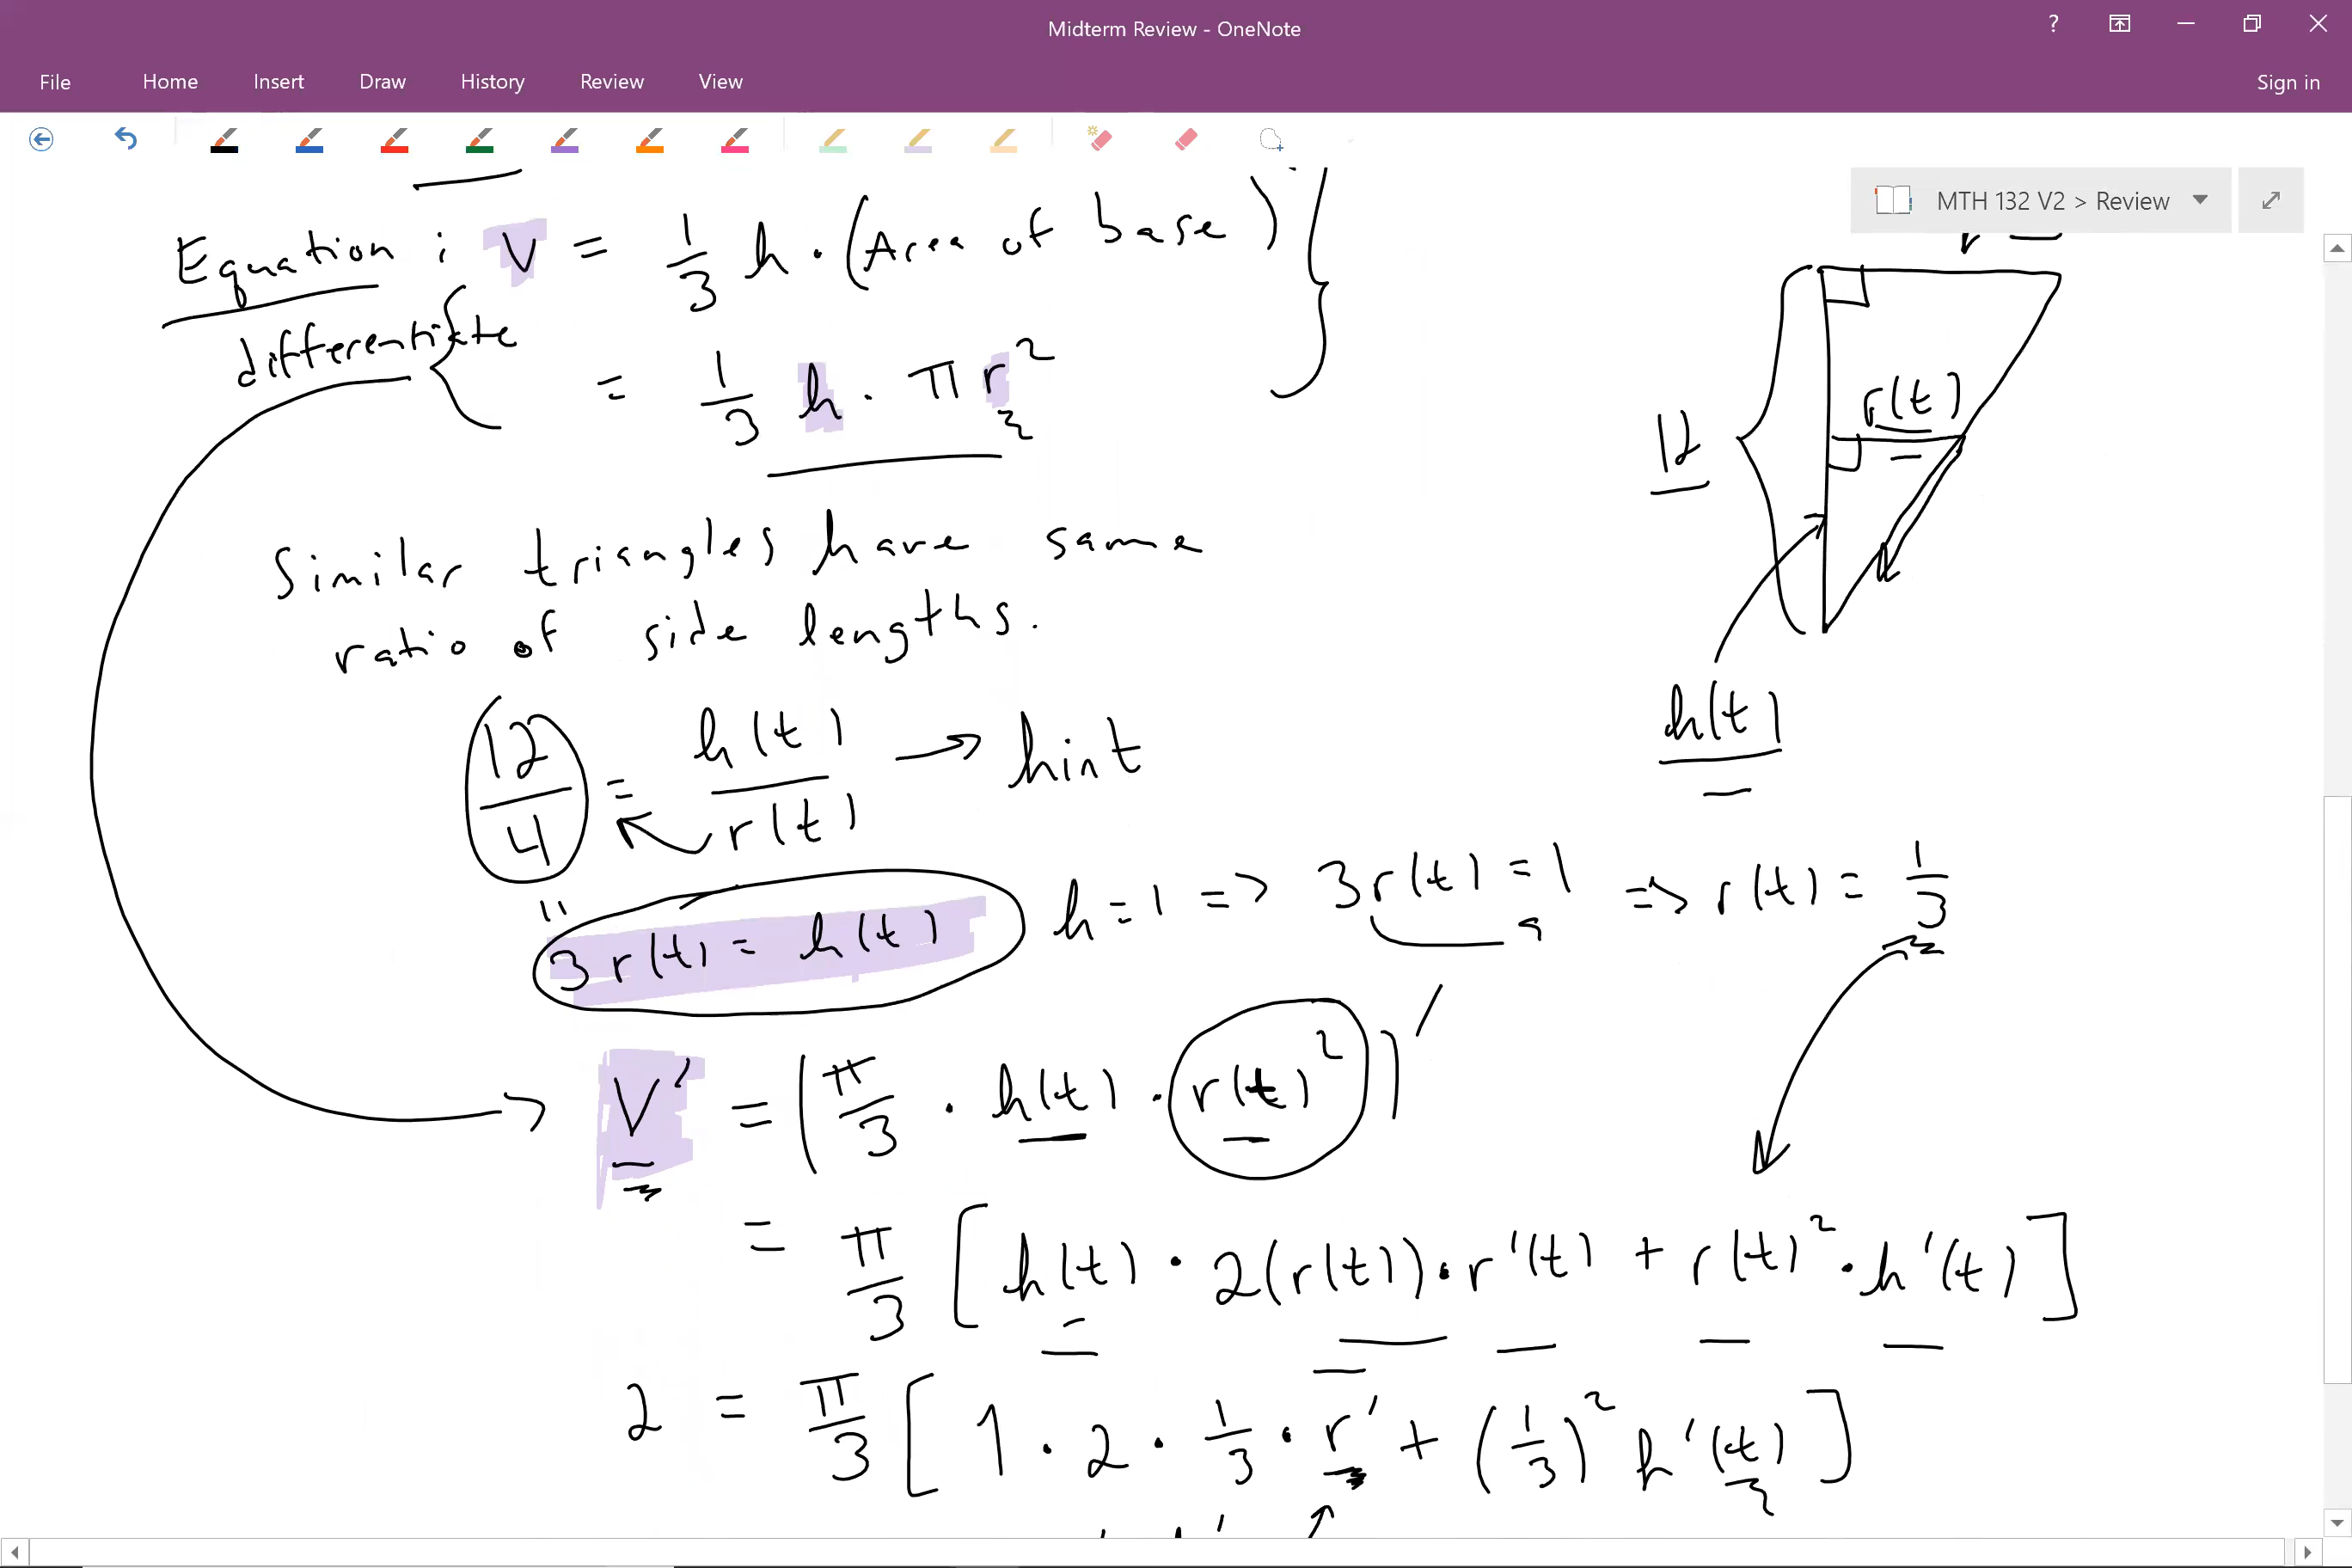 Midterm Review - OneNote
File Home Insert Draw History Review View Sign in
MTH 132 V2 > Review
Equation : V = 1/3 h · (Area of base)
differentiate
= 1/3 h · π r²
12
r(t)
h(t)
Similar triangles have same
ratio of side lengths.
12/4 = h(t)/r(t) → hint
"
3 r(t) = h(t) h = 1 => 3 r(t) = 1 => r(t) = 1/3
V' = (π/3 · h(t) · r(t)²)'
= π/3 [h(t) · 2(r(t)) · r'(t) + r(t)² · h'(t)]
2 = π/3 [1 · 2 · 1/3 · r' + (1/3)² h'(t)]